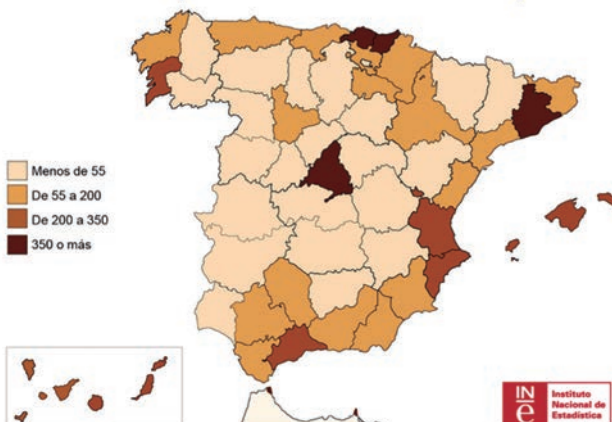 Menos de 55
De 55 a 200
De 200 a 350
350 o más
INe
Instituto
Nacional de
Estadística